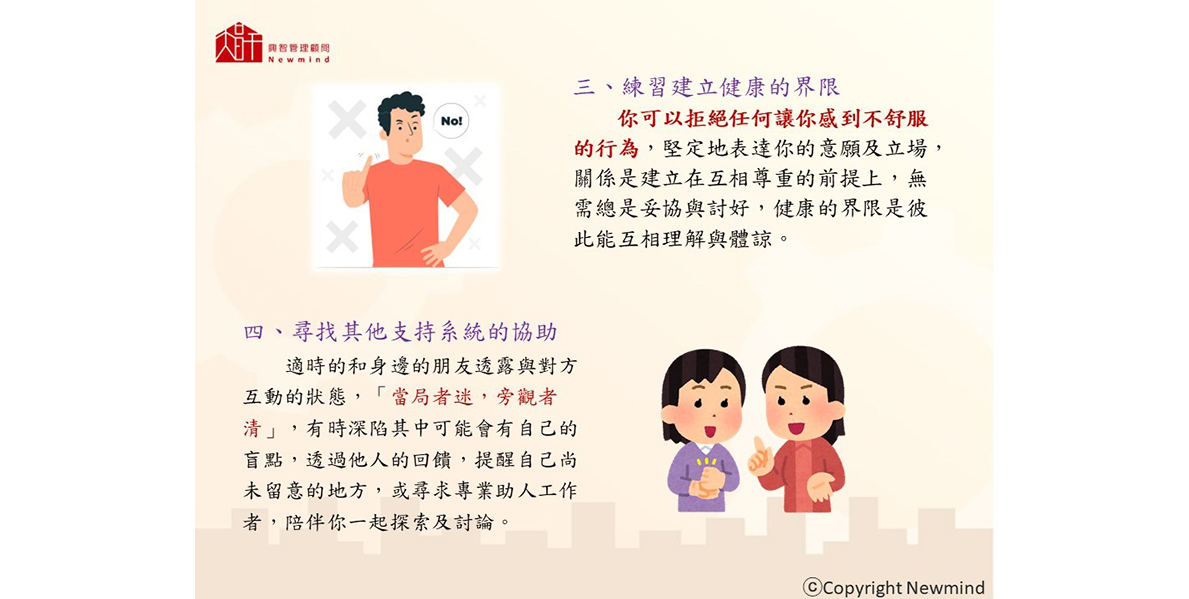 與智管理顧問
Newmind
No!
三、練習建立健康的界限
你可以拒絕任何讓你感到不舒服
的行為，堅定地表達你的意願及立場，
關係是建立在互相尊重的前提上，無
需總是妥協與討好，健康的界限是彼
此能互相理解與體諒。
四、尋找其他支持系統的協助
適時的和身邊的朋友透露與對方
互動的狀態，「當局者迷，旁觀者
清」，有時深陷其中可能會有自己的
盲點，透過他人的回饋，提醒自己尚
未留意的地方，或尋求專業助人工作
者，陪伴你一起探索及討論。
ⓒCopyright Newmind